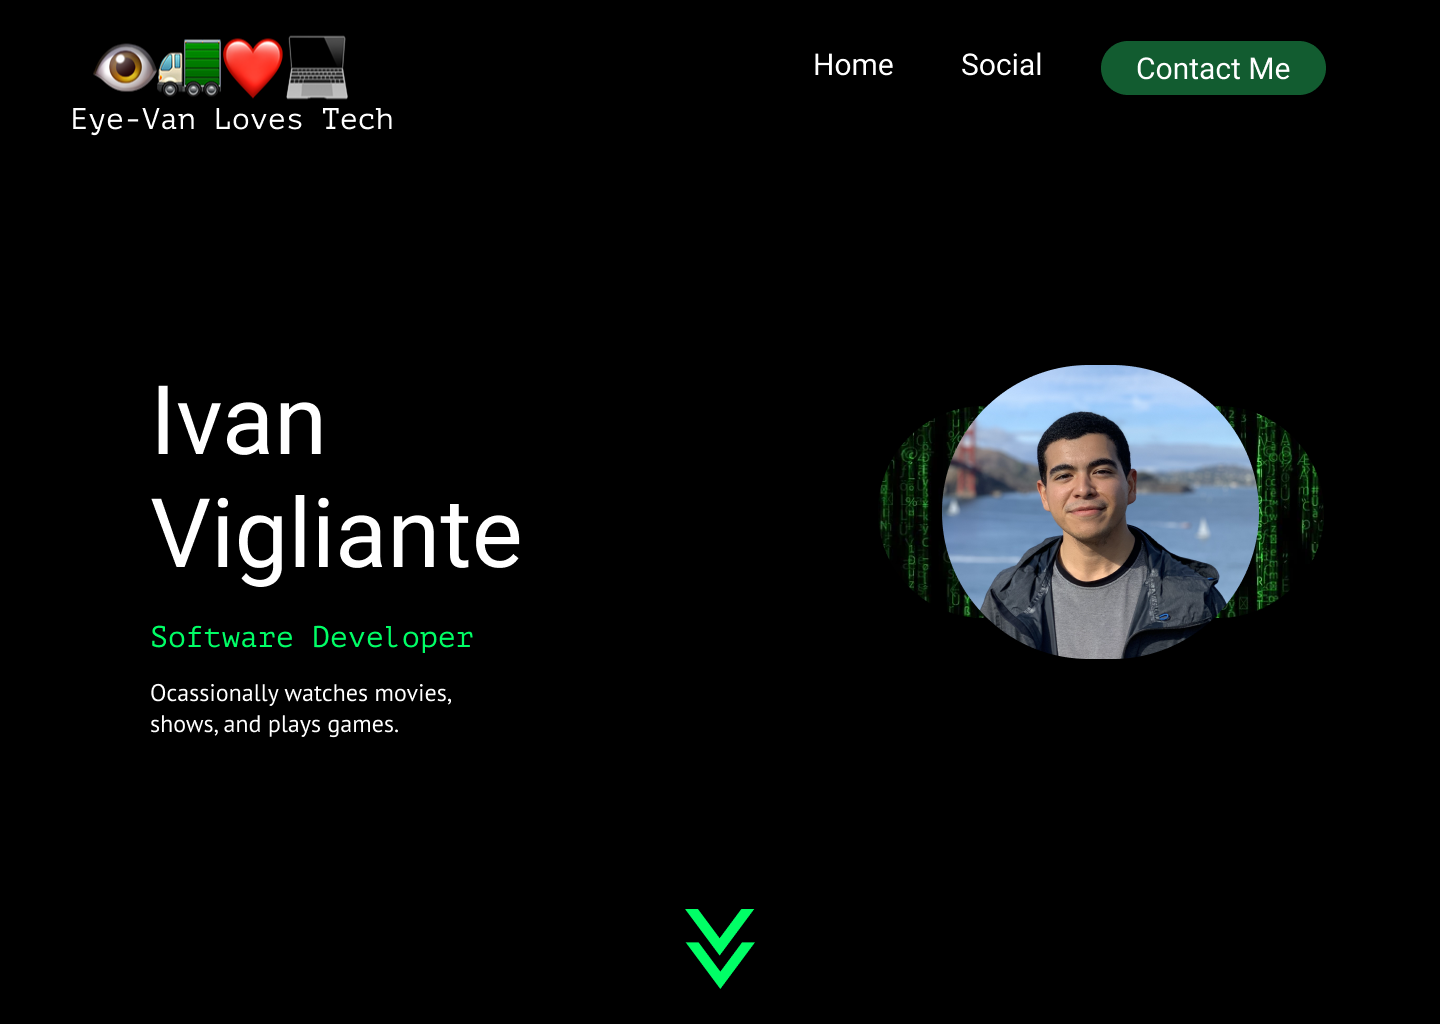 Eye-Van Loves Tech
Home
Social
Contact Me
Ivan
Vigliante
Software Developer
Ocassionally watches movies,
shows, and plays games.